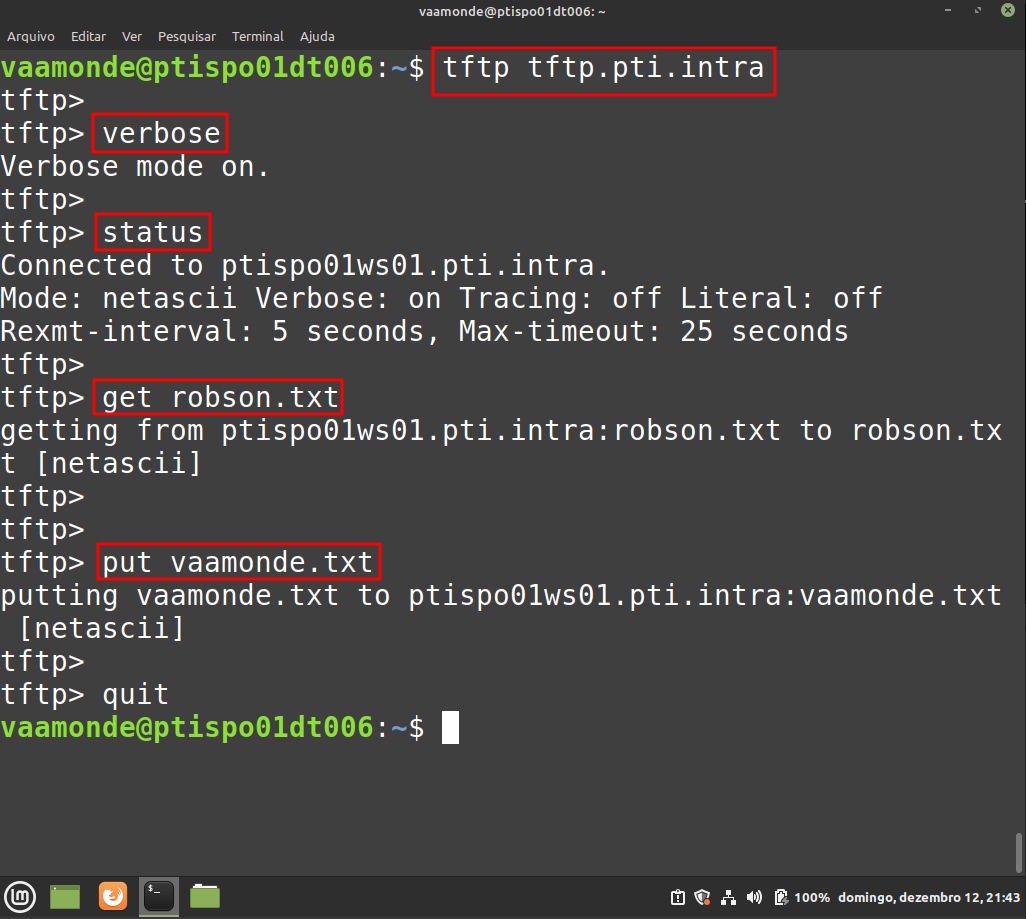 vaamonde@ptispo01dt006: ~
Arquivo Editar Ver Pesquisar Terminal Ajuda
vaamonde@ptispo01dt006:~$ tftp tftp.pti.intra
tftp>
tftp> verbose
Verbose mode on.
tftp>
tftp> status
Connected to ptispo01ws01.pti.intra.
Mode: netascii Verbose: on Tracing: off Literal: off
Rexmt-interval: 5 seconds, Max-timeout: 25 seconds
tftp>
tftp> get robson.txt
getting from ptispo01ws01.pti.intra:robson.txt to robson.tx
t [netascii]
tftp>
tftp>
tftp> put vaamonde.txt
putting vaamonde.txt to ptispo01ws01.pti.intra:vaamonde.txt
 [netascii]
tftp>
tftp> quit
vaamonde@ptispo01dt006:~$
100% domingo, dezembro 12, 21:43